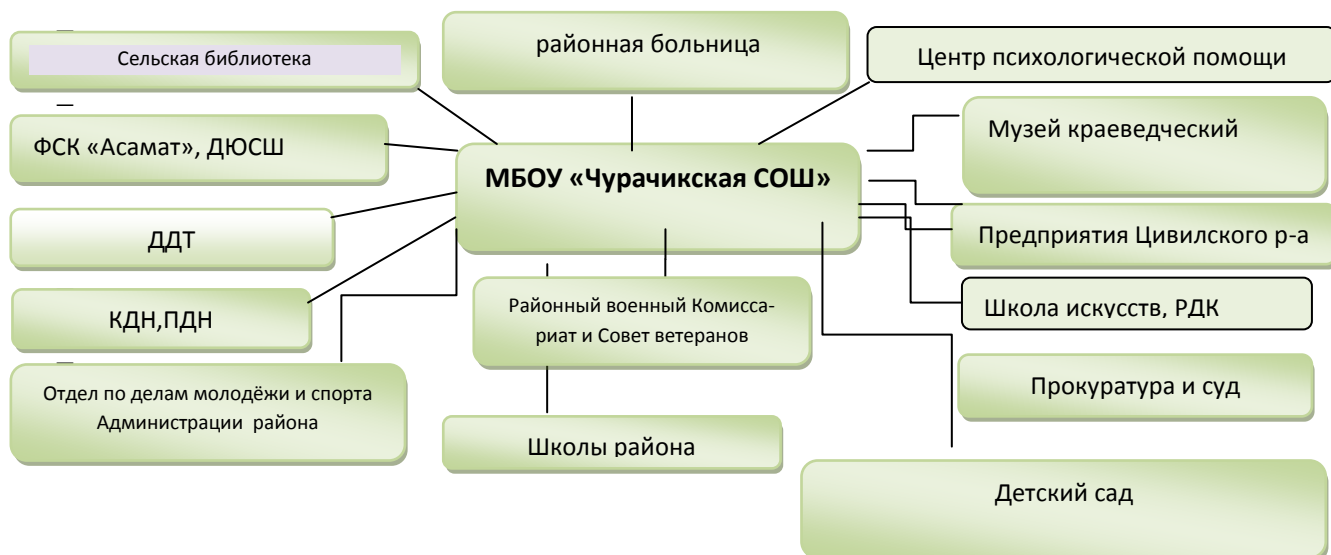 Сельская библиотека
районная больница
Центр психологической помощи
ФСК «Асамат», ДЮСШ
Музей краеведческий
МБОУ «Чурачикская СОШ»
ДДТ
Предприятия Цивилского р-а
КДН,ПДН
Районный военный Комисса-
риат и Совет ветеранов
Школа искусств, РДК
Отдел по делам молодёжи и спорта
Администрации района
Прокуратура и суд
Школы района
Детский сад